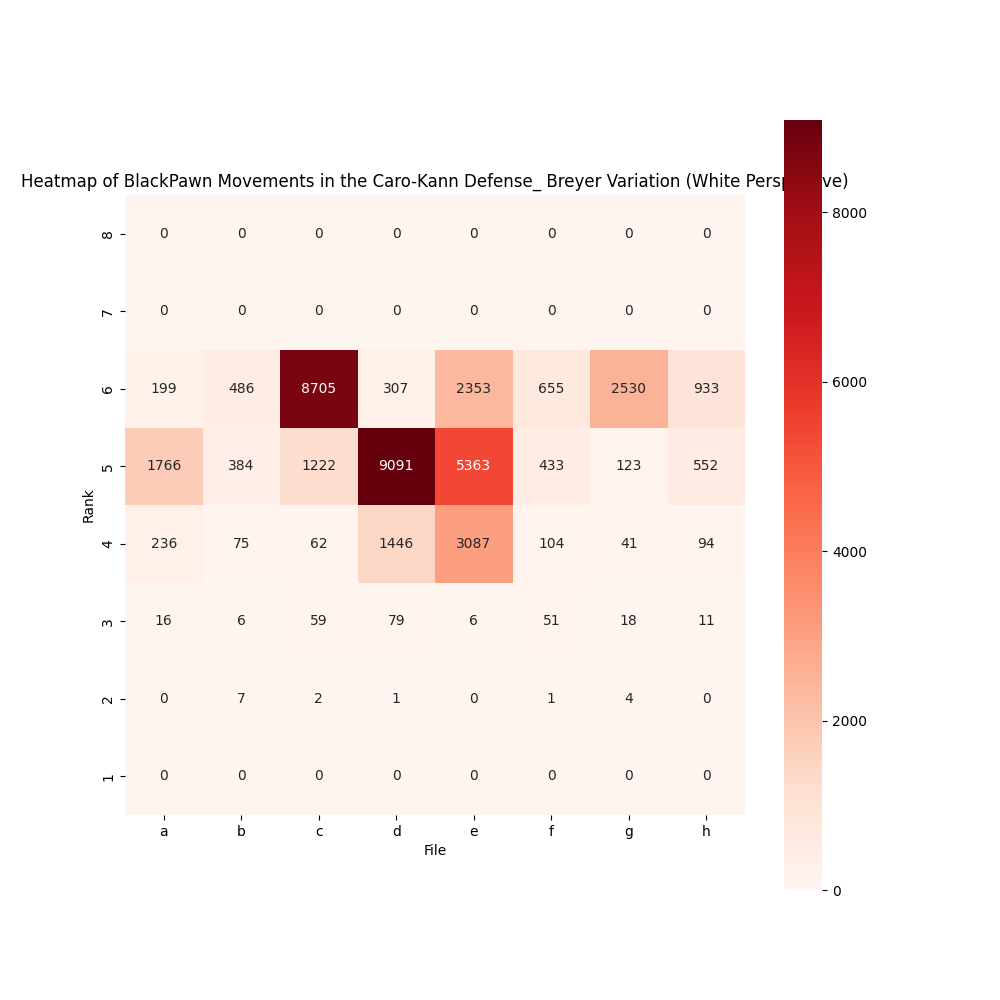 Heatmap of BlackPawn Movements in the Caro-Kann Defense_ Breyer Variation (White Persp ve)
8 0 0 0 0 0 0 0 0
7 0 0 0 0 0 0 0 0
6 199 486 8705 307 2353 655 2530 933
5 1766 384 1222 9091 5363 433 123 552
4 236 75 62 1446 3087 104 41 94
3 16 6 59 79 6 51 18 11
2 0 7 2 1 0 1 4 0
1 0 0 0 0 0 0 0 0
a b c d e f g h
File
Rank
8000
6000
4000
2000
0